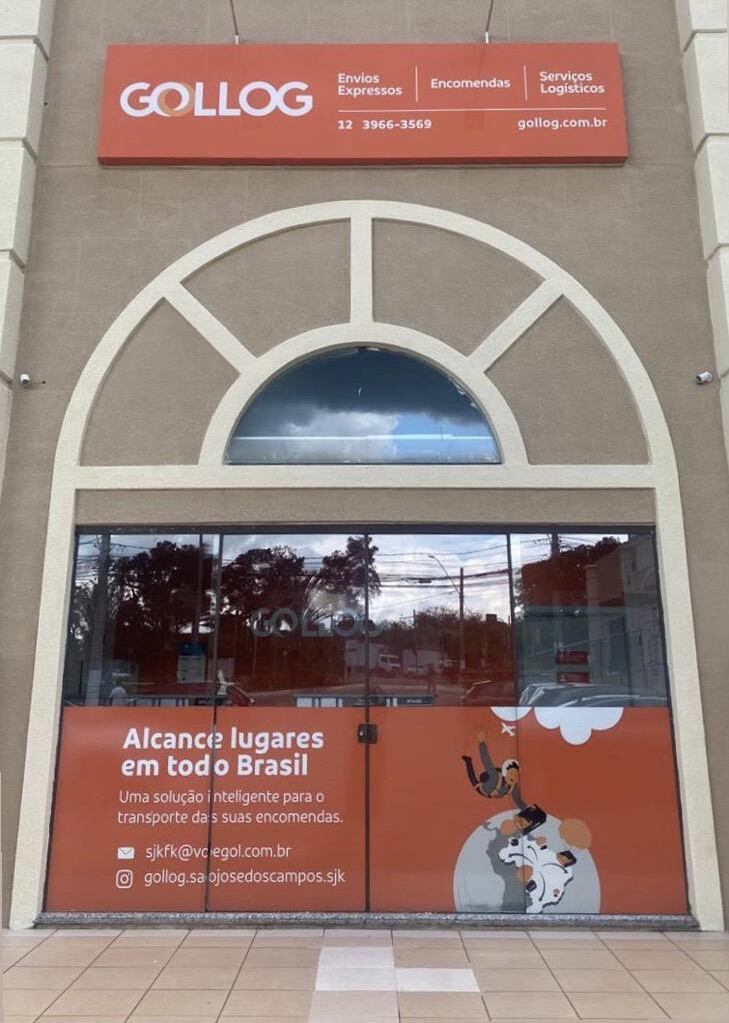 GOLLOG
Envios
Expressos
Encomendas
Serviços
Logísticos
12 3966-3569
gollog.com.br
GOLLOG
Alcance lugares
em todo Brasil
Uma solução inteligente para o
transporte das suas encomendas.
sjkfk@voegol.com.br
gollog.saojosedoscampos.sjk